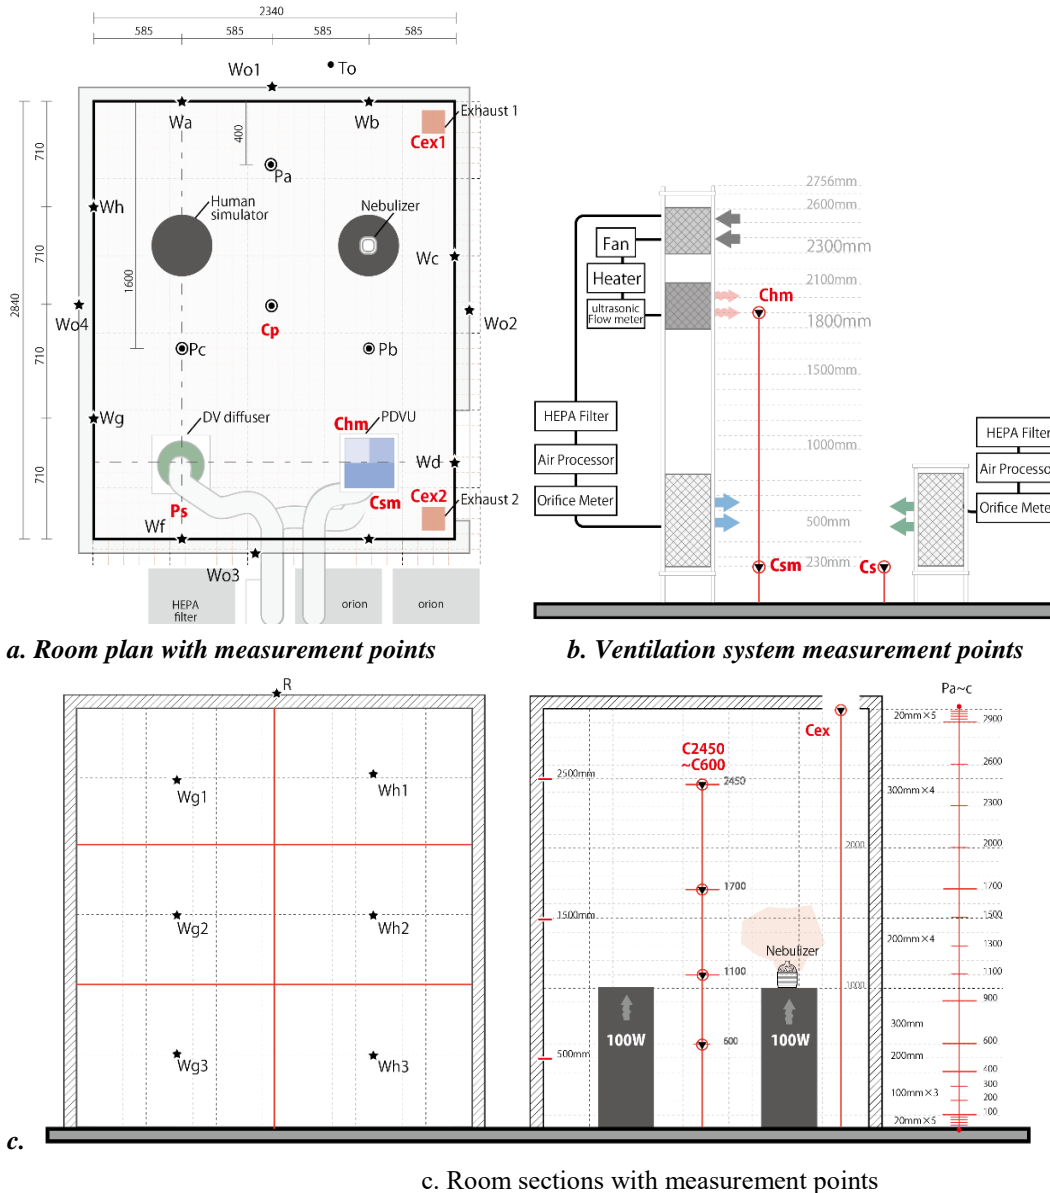 2340
585
585
585
585
Wo1
To
Wa
Wb
Exhaust 1
Cex1
400
710
Pa
Human
simulator
Nebulizer
Wh
Wc
710
1600
2840
Wo4
Cp
Wo2
710
Pc
Pb
Wg
DV diffuser
Chm
PDVU
710
Wd
Ps
Csm
Cex2
Exhaust 2
Wf
Wo3
HEPA
filter
orion
orion
2756mm
2600mm
Fan
2300mm
Heater
2100mm
Chm
ultrasonic
Flow meter
1800mm
1500mm
HEPA Filter
1000mm
HEPA Filter
Air Processor
Air Processor
Orifice Meter
500mm
Orifice Meter
Csm
230mm
Cs
a. Room plan with measurement points
b. Ventilation system measurement points
R
Wg1
Wh1
Wg2
Wh2
Wg3
Wh3
Cex
C2450
~C600
2500mm
2450
2000
1700
1500mm
Nebulizer
1100
1000
100W
100W
600
500mm
Pa~c
20mm×5
2900
2600
300mm×4
2300
2000
1700
1500
200mm×4
1300
1100
900
300mm
600
200mm
400
300
100mm×3
200
100
20mm×5
c.
c. Room sections with measurement points